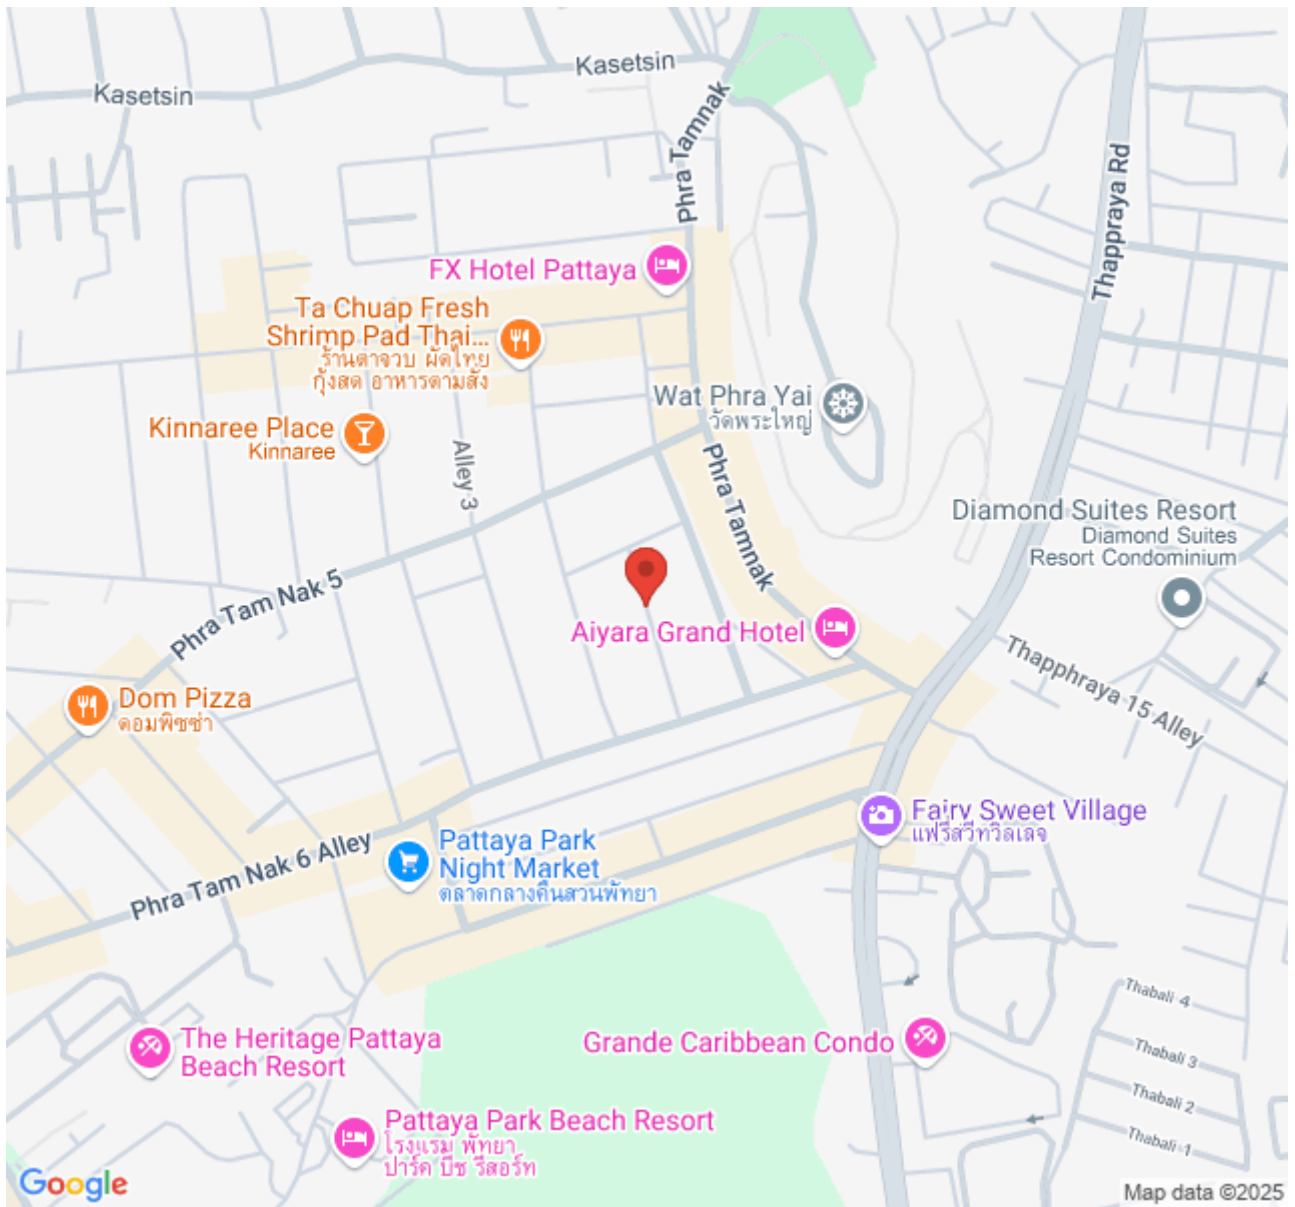 Kasetsin
Kasetsin
Phra Tamnak
Thappraya Rd
FX Hotel Pattaya
Ta Chuap Fresh
Shrimp Pad Thai...
ร้านตาจวบ ผัดไทย
กุ้งสด อาหารตามสั่ง
Wat Phra Yai
วัดพระใหญ่
Kinnaree Place
Kinnaree
Alley 3
Phra Tamnak
Diamond Suites Resort
Diamond Suites
Resort Condominium
Phra Tam Nak 5
Aiyara Grand Hotel
Thapphraya 15 Alley
Dom Pizza
ดอมพิซซ่า
Fairy Sweet Village
แฟรี่สวีทวิลเลจ
Pattaya Park
Night Market
ตลาดกลางคืนสวนพัทยา
Phra Tam Nak 6 Alley
Thabali 4
The Heritage Pattaya
Beach Resort
Grande Caribbean Condo
Thabali 3
Thabali 2
Pattaya Park Beach Resort
โรงแรม พัทยา
ปาร์ค บีช รีสอร์ท
Thabali 1
Google
Map data ©2025